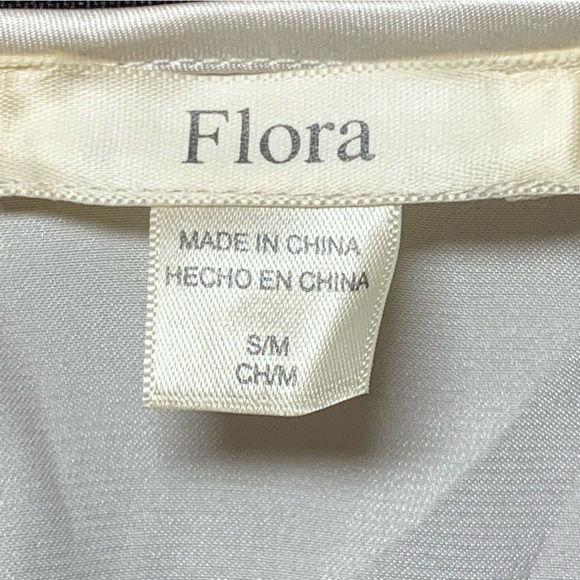 Flora
MADE IN CHINA
HECHO EN CHINA
S/M
CH/M